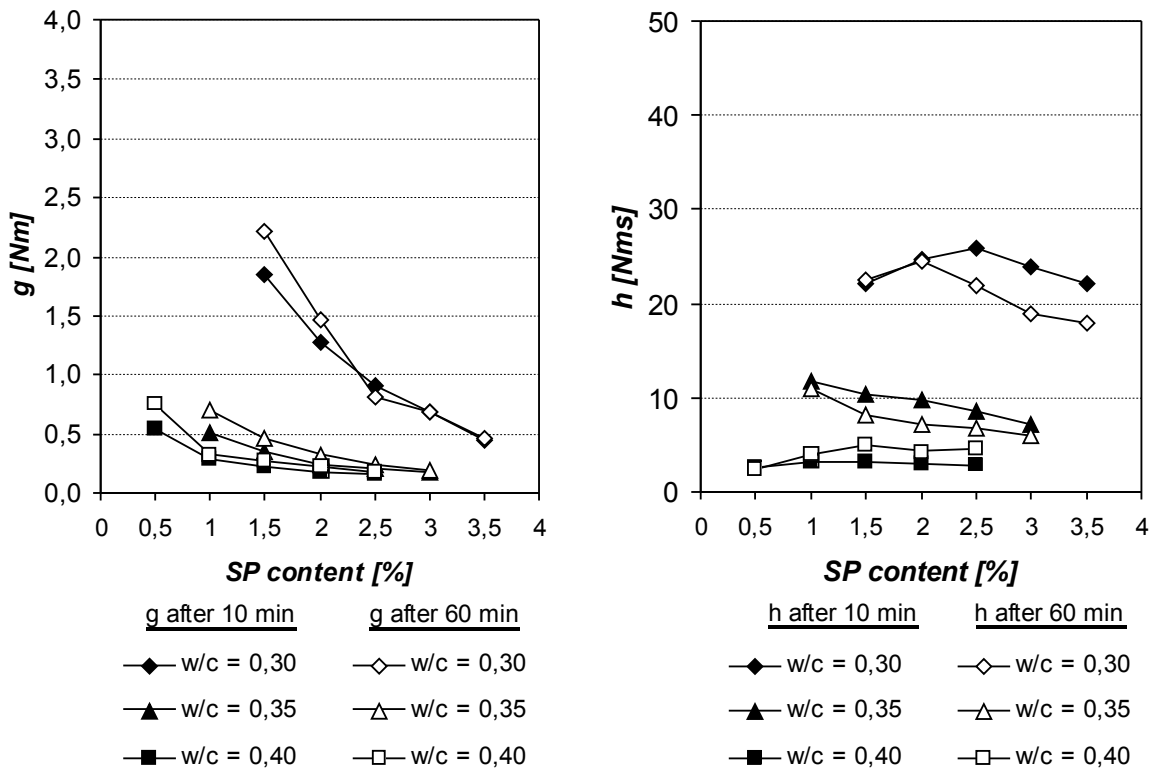 4,0
3,5
3,0
2,5
2,0
1,5
1,0
0,5
0,0
g [Nm]
0 0,5 1 1,5 2 2,5 3 3,5 4
SP content [%]
g after 10 min g after 60 min
w/c = 0,30 w/c = 0,30
w/c = 0,35 w/c = 0,35
w/c = 0,40 w/c = 0,40
50
40
30
20
10
0
h [Nms]
0 0,5 1 1,5 2 2,5 3 3,5 4
SP content [%]
h after 10 min h after 60 min
w/c = 0,30 w/c = 0,30
w/c = 0,35 w/c = 0,35
w/c = 0,40 w/c = 0,40